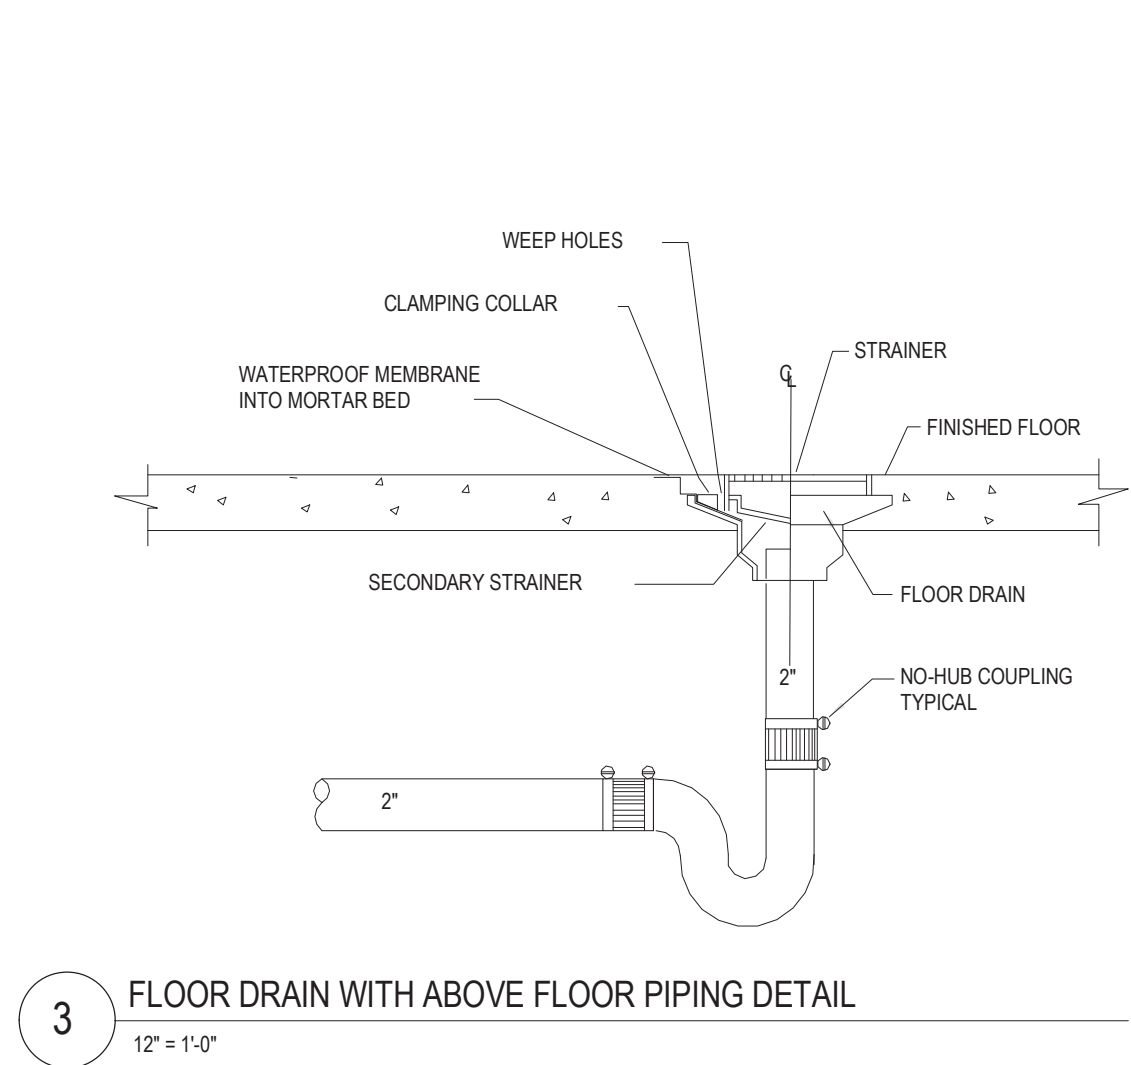 WEEP HOLES
CLAMPING COLLAR
STRAINER
WATERPROOF MEMBRANE
INTO MORTAR BED
CL
FINISHED FLOOR
SECONDARY STRAINER
FLOOR DRAIN
2"
NO-HUB COUPLING
TYPICAL
2"
3
FLOOR DRAIN WITH ABOVE FLOOR PIPING DETAIL
12" = 1'-0"